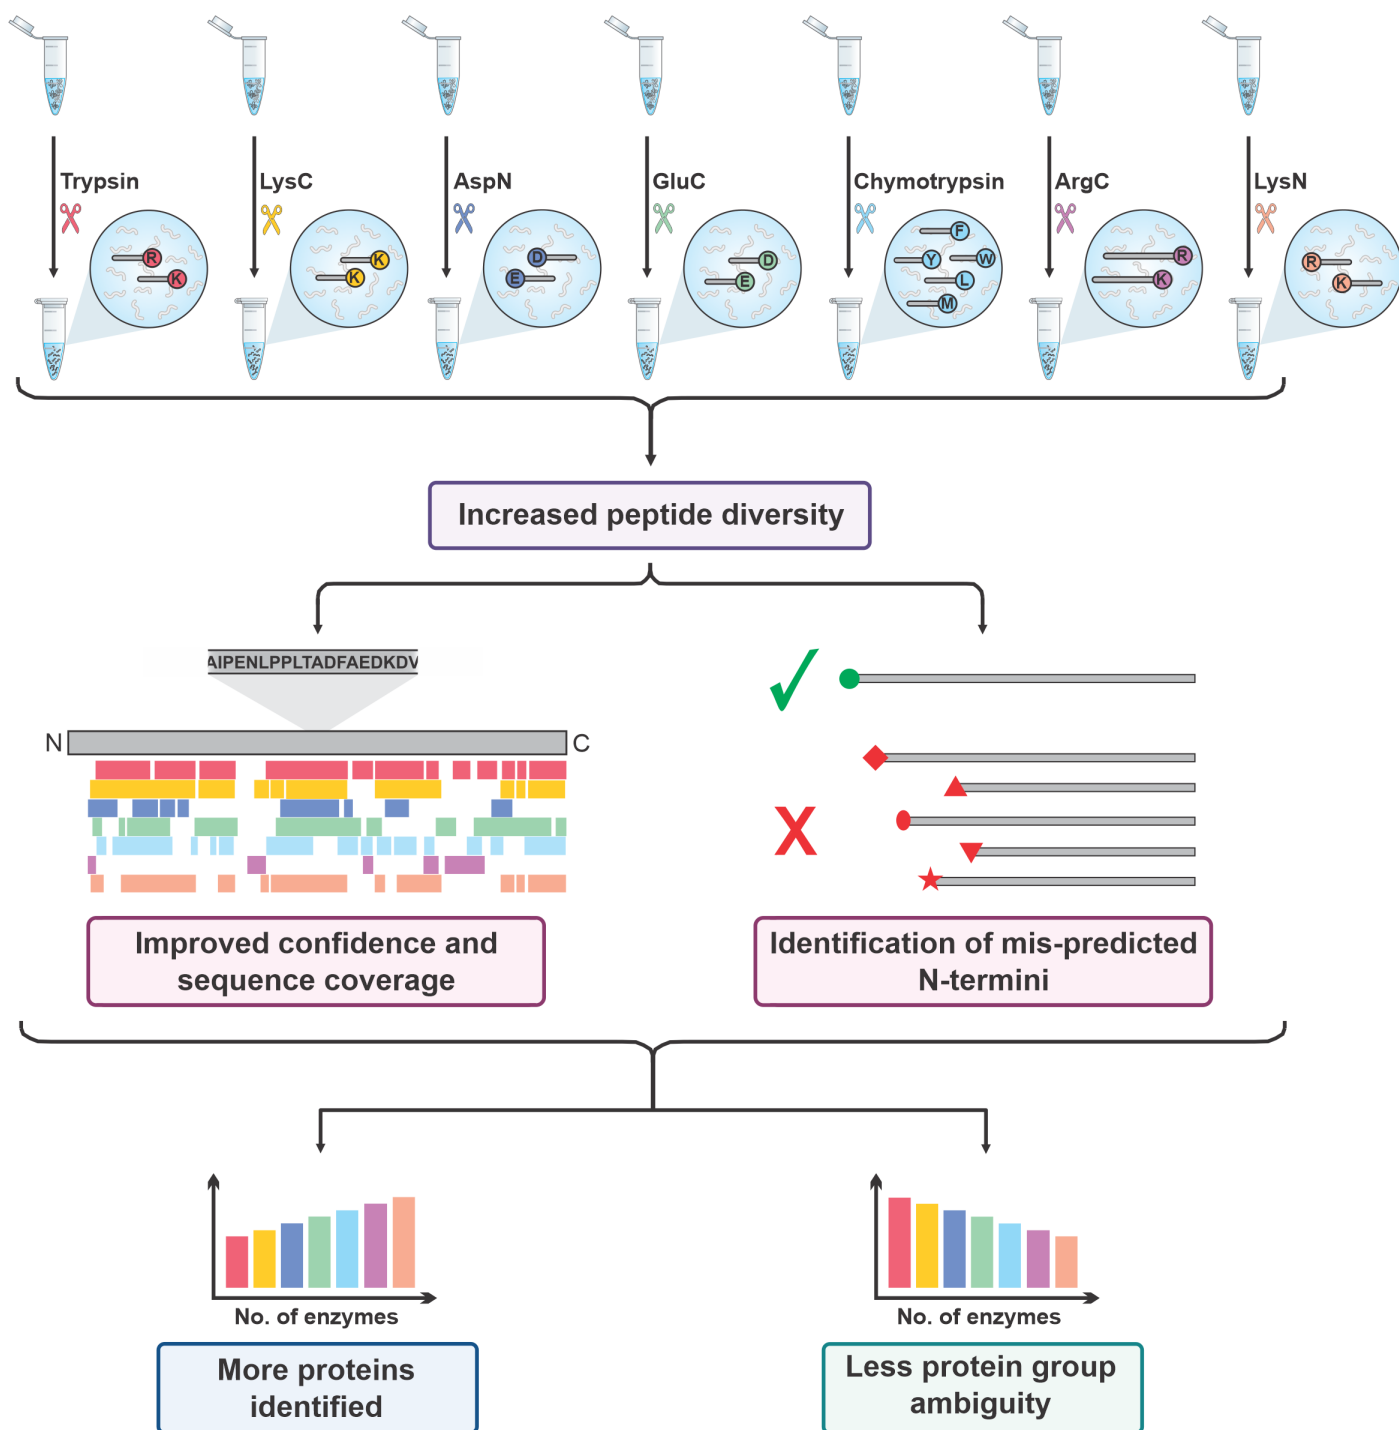 Trypsin
LysC
AspN
GluC
Chymotrypsin
ArgC
LysN
R
K
K
K
D
E
D
E
F
Y
W
L
M
R
K
R
K
Increased peptide diversity
AIPENLPPLTADFAEDKDV
N
C
X
Improved confidence and
sequence coverage
Identification of mis-predicted
N-termini
No. of enzymes
No. of enzymes
More proteins
identified
Less protein group
ambiguity